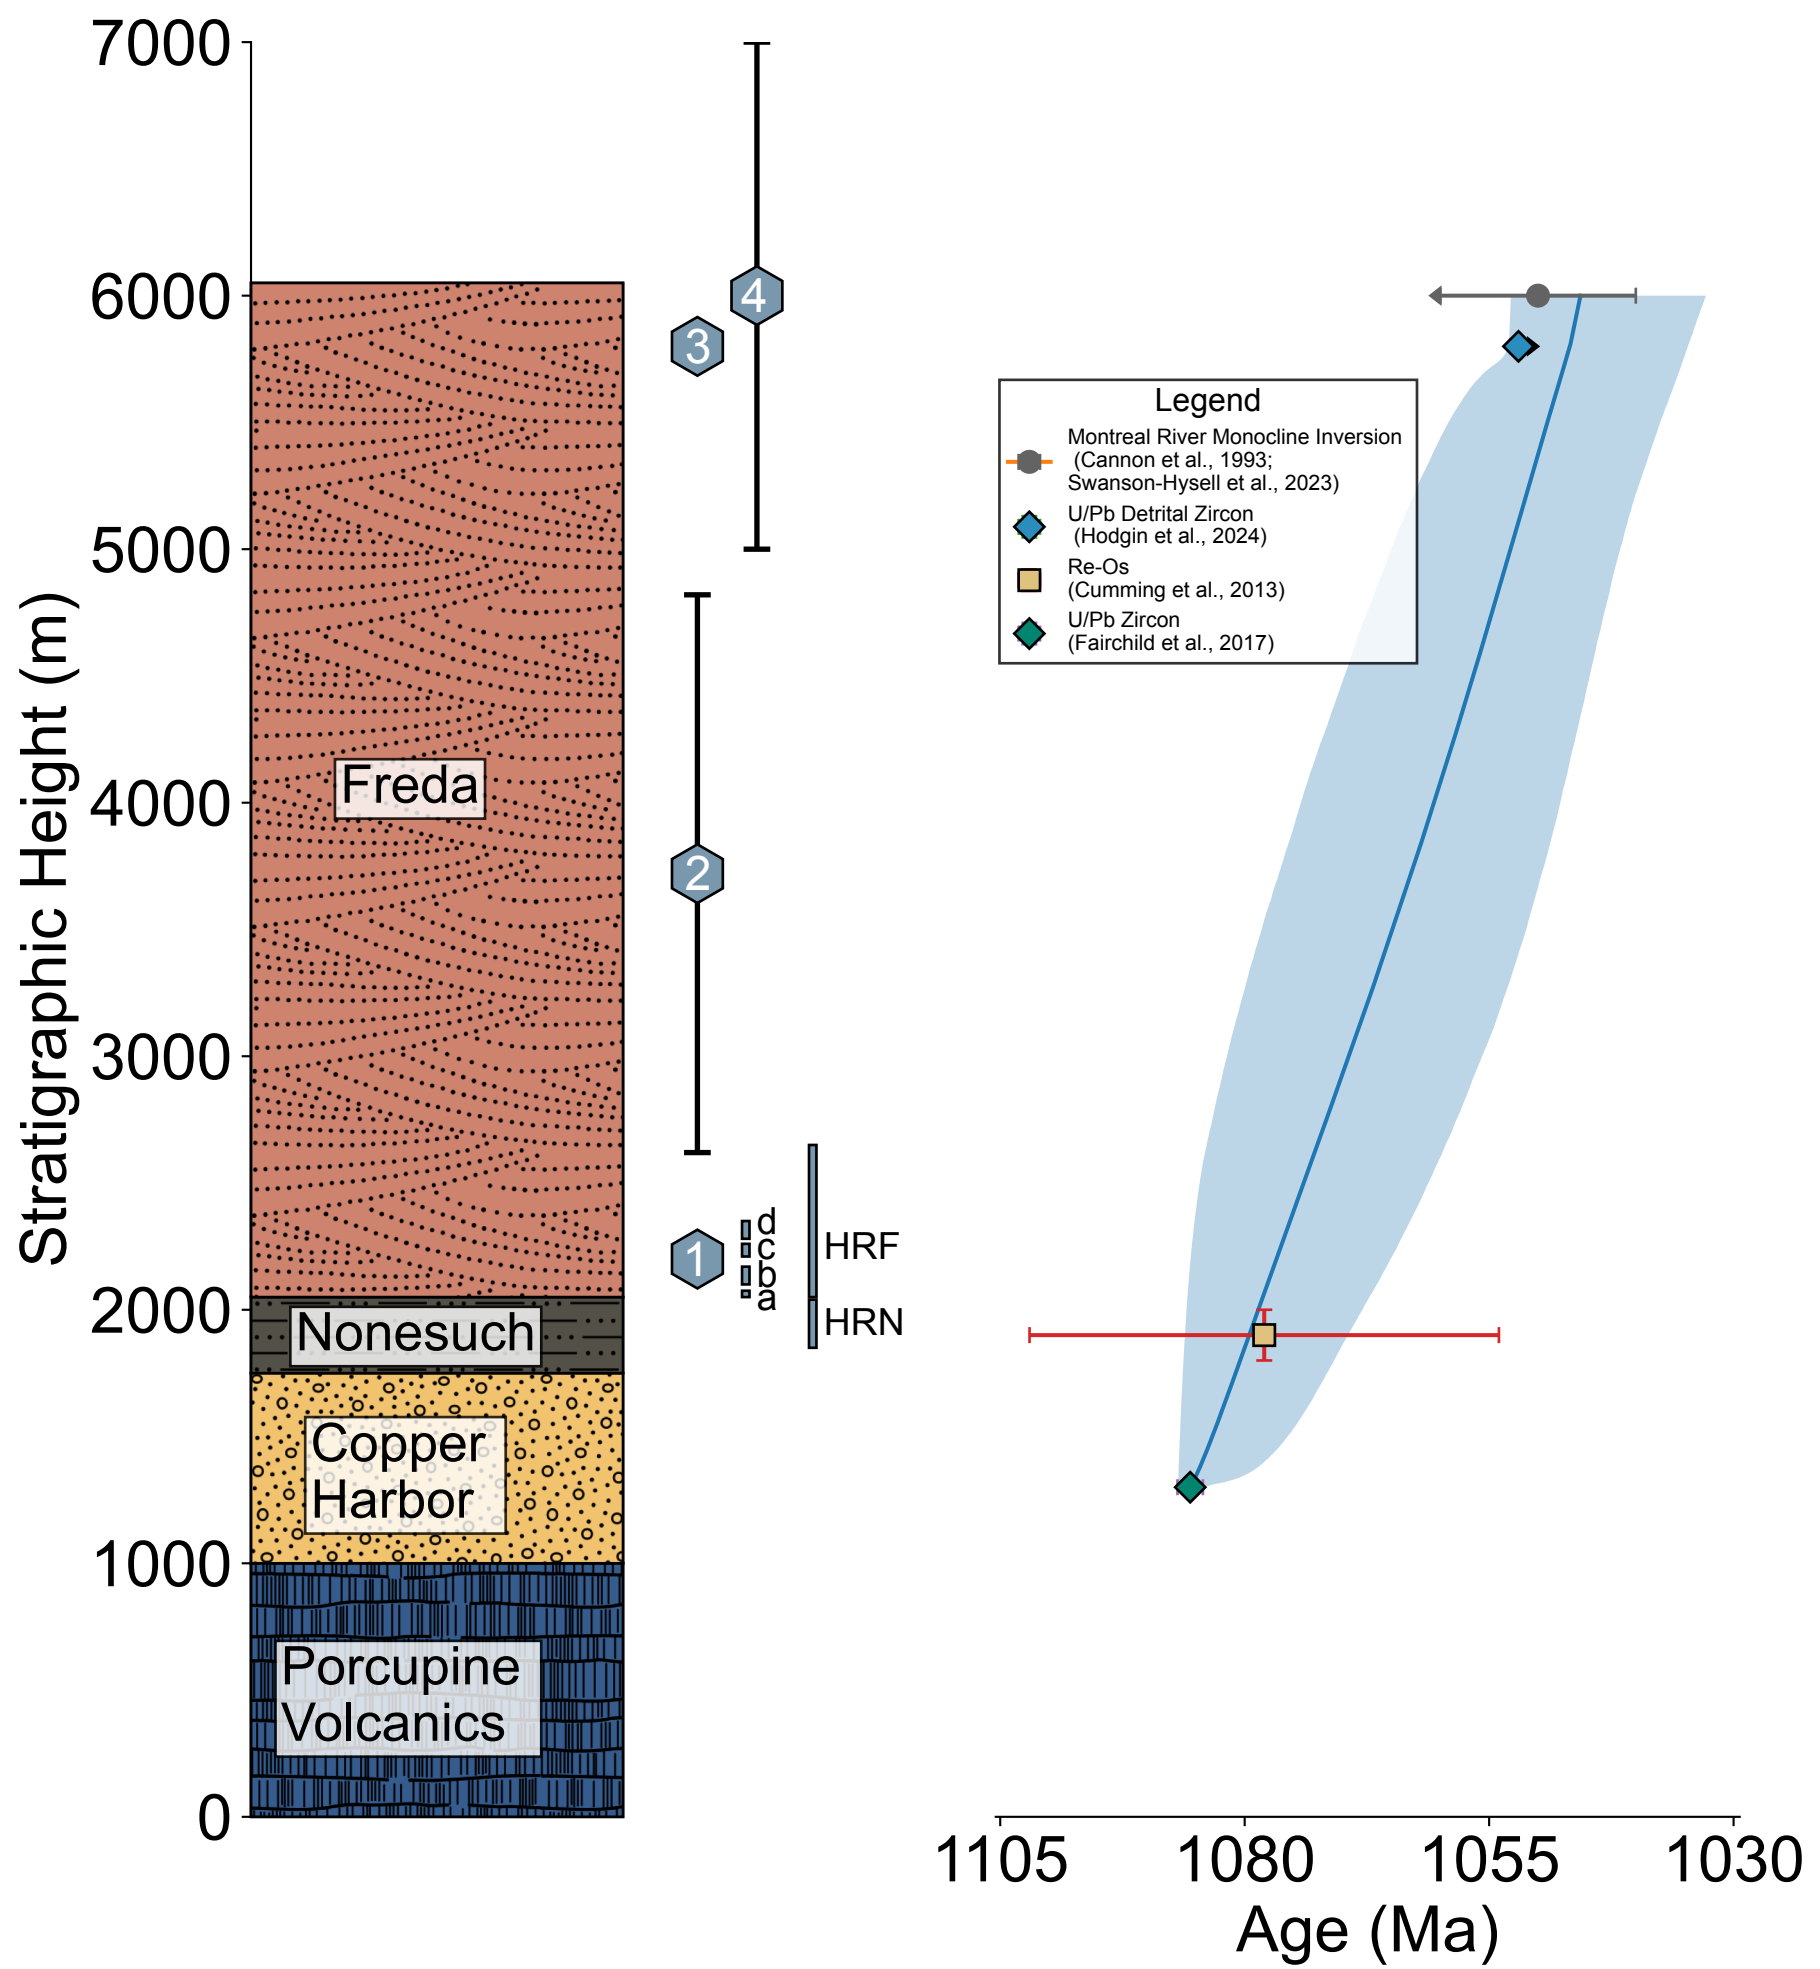 7000
6000
5000
4000
3000
2000
1000
0
Stratigraphic Height (m)
Freda
Nonesuch
Copper
Harbor
Porcupine
Volcanics
4
3
2
1
d
c
b
a
HRF
HRN
Legend
Montreal River Monocline Inversion
(Cannon et al., 1993;
Swanson-Hysell et al., 2023)
U/Pb Detrital Zircon
(Hodgin et al., 2024)
Re-Os
(Cumming et al., 2013)
U/Pb Zircon
(Fairchild et al., 2017)
1105
1080
1055
1030
Age (Ma)